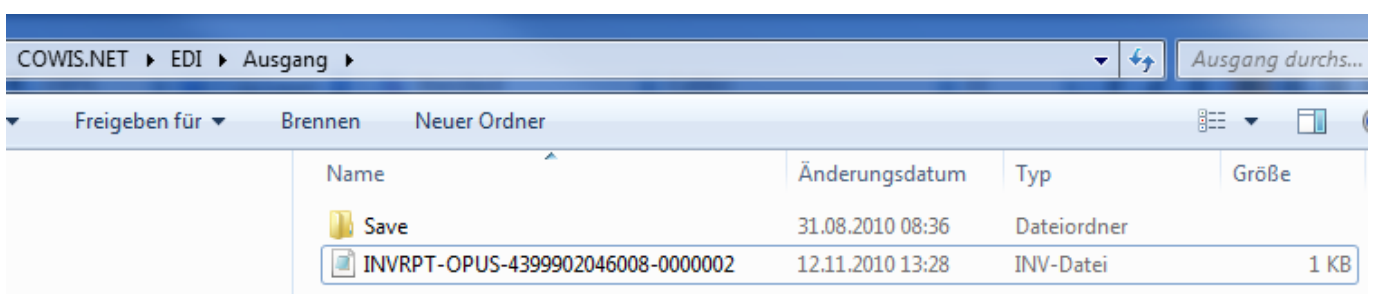 COWIS.NET ▸ EDI ▸ Ausgang ▸ Ausgang durchs...
Freigeben für ▾ Brennen Neuer Ordner
Name Änderungsdatum Typ Größe
Save 31.08.2010 08:36 Dateiordner
INVRPT-OPUS-4399902046008-0000002 12.11.2010 13:28 INV-Datei 1 KB